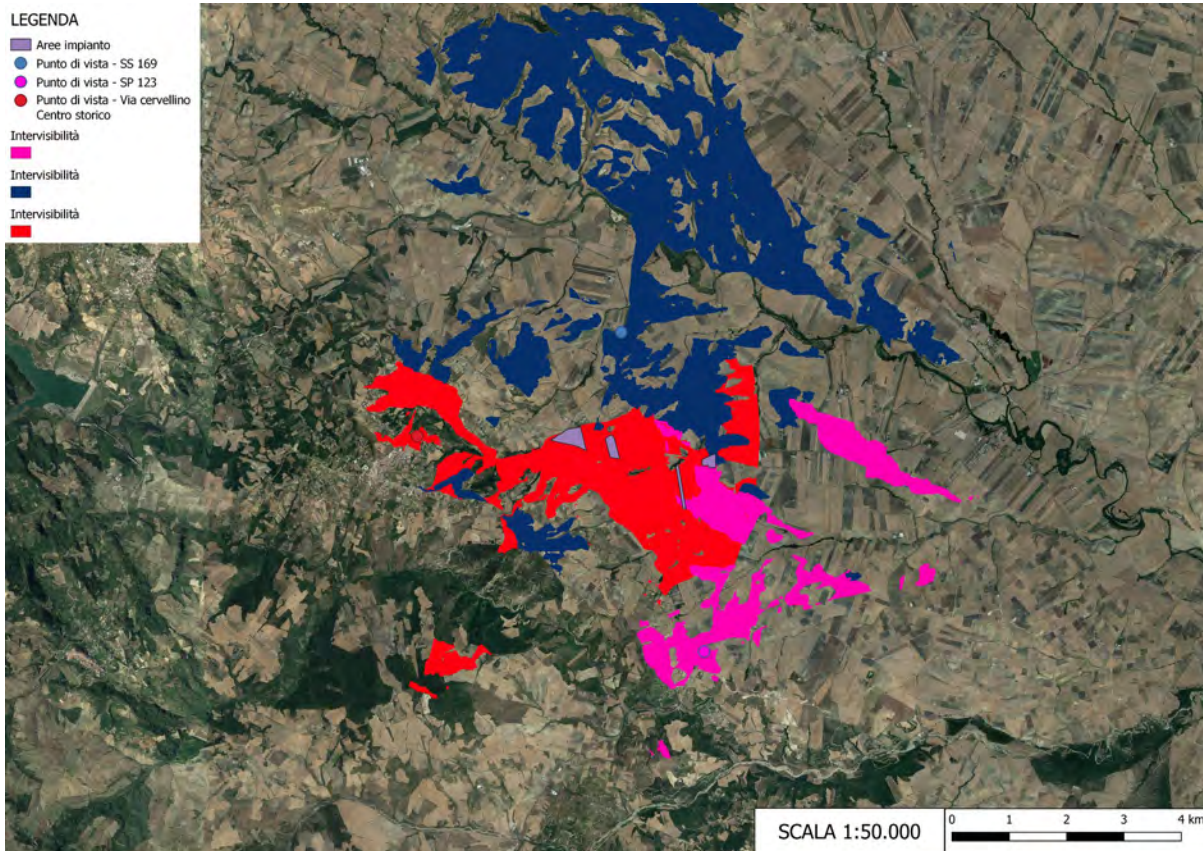 LEGENDA
Aree impianto
Punto di vista - SS 169
Punto di vista - SP 123
Punto di vista - Via cervellino
Centro storico
Intervisibilità
Intervisibilità
Intervisibilità
SCALA 1:50.000
0 1 2 3 4 km